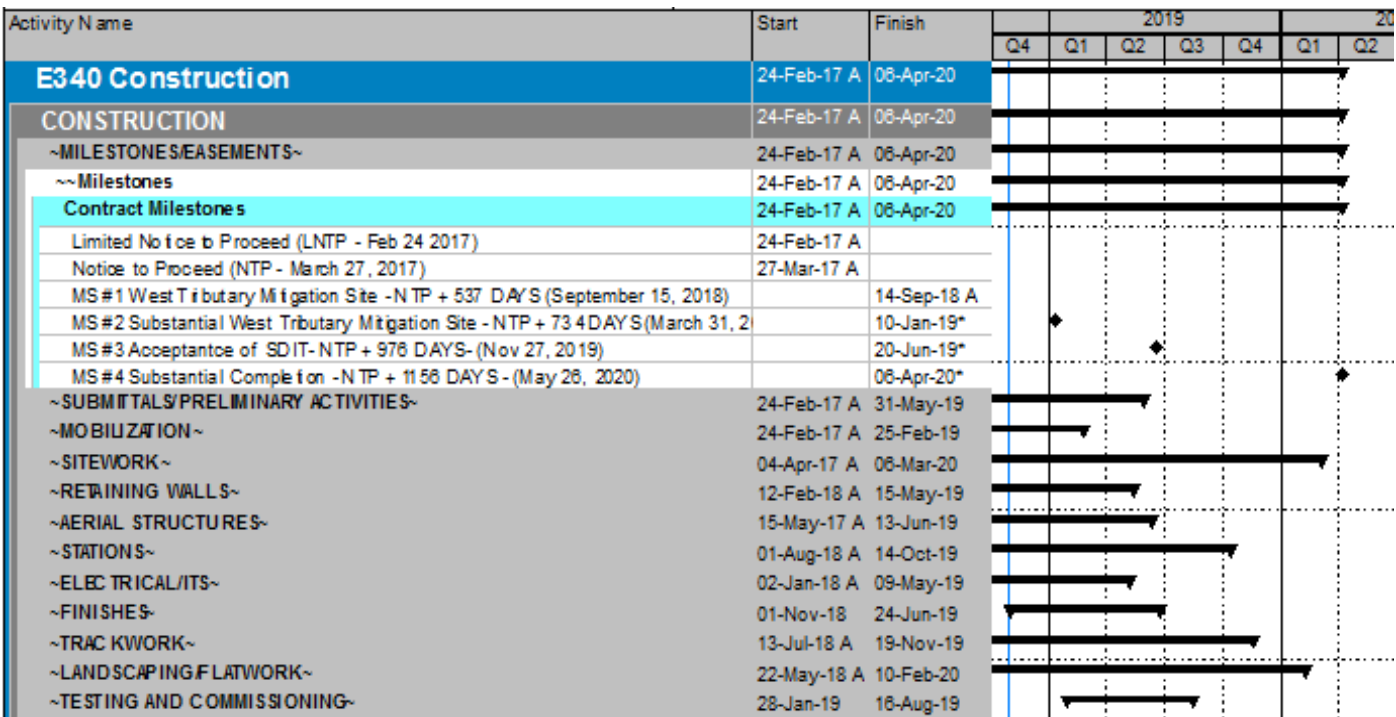 Activity Name Start Finish 2019 20
Q4 Q1 Q2 Q3 Q4 Q1 Q2
E340 Construction 24-Feb-17 A 06-Apr-20
CONSTRUCTION 24-Feb-17 A 06-Apr-20
~MILESTONES/EASEMENTS~ 24-Feb-17 A 06-Apr-20
~~Milestones 24-Feb-17 A 06-Apr-20
Contract Milestones 24-Feb-17 A 06-Apr-20
Limited Notice to Proceed (LNTP - Feb 24 2017) 24-Feb-17 A
Notice to Proceed (NTP - March 27, 2017) 27-Mar-17 A
MS #1 West Tributary Mitigation Site - NTP + 537 DAYS (September 15, 2018) 14-Sep-18 A
MS #2 Substantial West Tributary Mitigation Site - NTP + 734 DAYS (March 31, 2 10-Jan-19*
MS #3 Acceptantce of SDIT- NTP + 976 DAYS- (Nov 27, 2019) 20-Jun-19*
MS #4 Substantial Completion - NTP + 1156 DAYS - (May 26, 2020) 06-Apr-20*
~SUBMITTALS/PRELIMINARY ACTIVITIES~ 24-Feb-17 A 31-May-19
~MOBILIZATION~ 24-Feb-17 A 25-Feb-19
~SITEWORK~ 04-Apr-17 A 06-Mar-20
~RETAINING WALLS~ 12-Feb-18 A 15-May-19
~AERIAL STRUCTURES~ 15-May-17 A 13-Jun-19
~STATIONS~ 01-Aug-18 A 14-Oct-19
~ELECTRICAL/ITS~ 02-Jan-18 A 09-May-19
~FINISHES~ 01-Nov-18 24-Jun-19
~TRACKWORK~ 13-Jul-18 A 19-Nov-19
~LANDSCAPING/FLATWORK~ 22-May-18 A 10-Feb-20
~TESTING AND COMMISSIONING~ 28-Jan-19 16-Aug-19